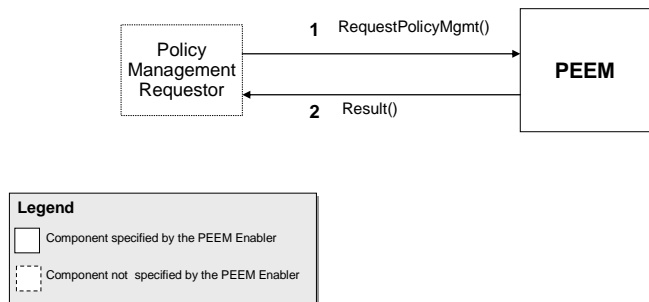 1 RequestPolicyMgmt()
Policy
Management
Requestor
PEEM
2 Result()
Legend
Component specified by the PEEM Enabler
Component not specified by the PEEM Enabler